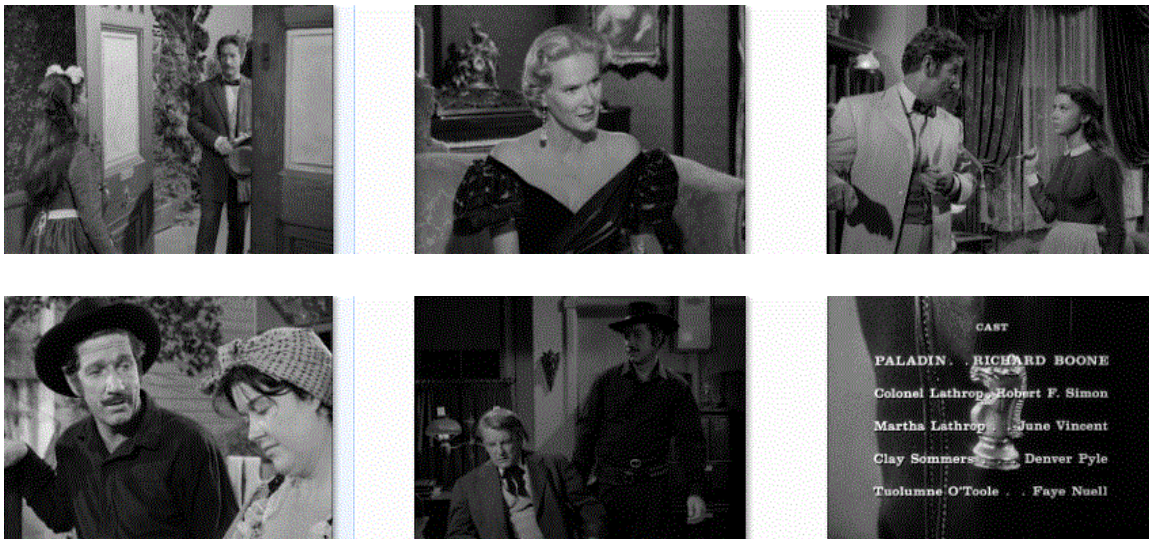 CAST
PALADIN . . RICHARD BOONE
Colonel Lathrop . Robert F. Simon
Martha Lathrop . . June Vincent
Clay Sommers Denver Pyle
Tuolumne O'Toole . . Faye Nuell